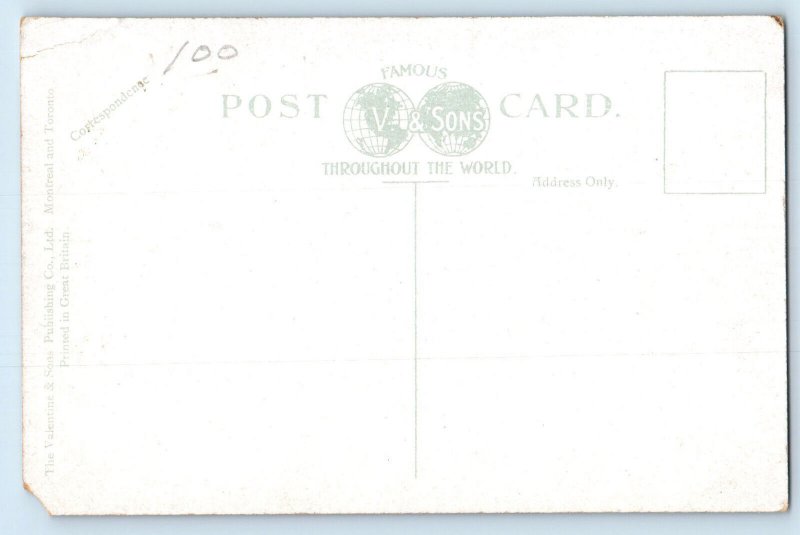 100
Correspondence
FAMOUS
POST CARD.
V. & SONS
THROUGHOUT THE WORLD.
Address Only.
The Valentine & Sons Publishing Co., Ltd. Montreal and Toronto.
Printed in Great Britain.